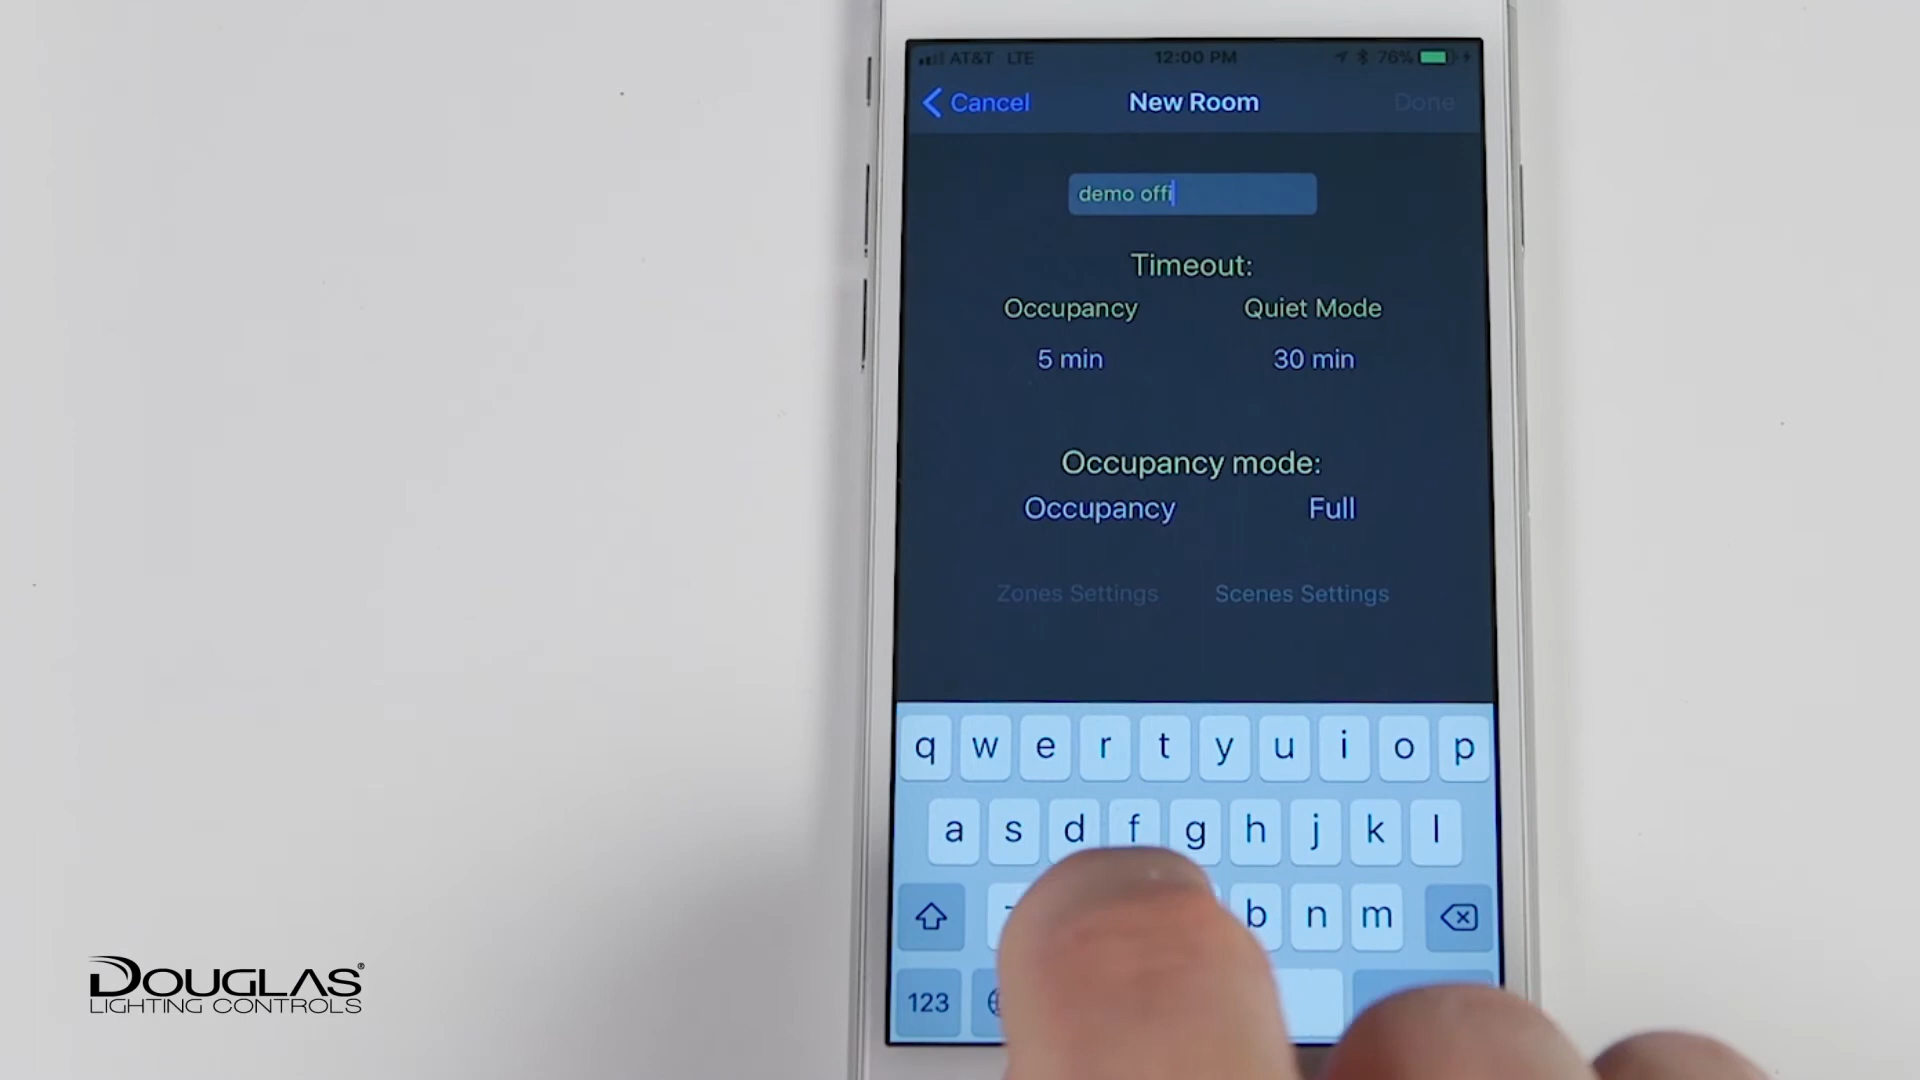 AT&T LTE 12:00 PM 76%
Cancel New Room Done
demo offi
Timeout:
Occupancy Quiet Mode
5 min 30 min
Occupancy mode:
Occupancy Full
Zones Settings Scenes Settings
q w e r t y u i o p
a s d f g h j k l
b n m
123
DOUGLAS®
LIGHTING CONTROLS